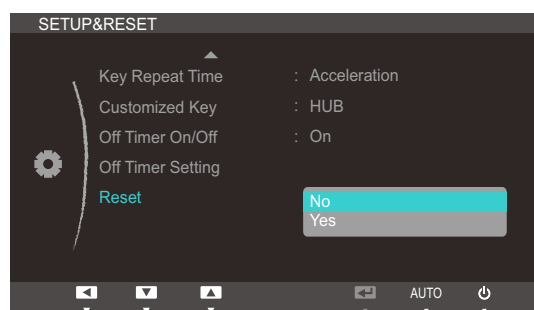 SETUP&RESET
Key Repeat Time : Acceleration
Customized Key : HUB
Off Timer On/Off : On
Off Timer Setting
Reset
No
Yes
AUTO